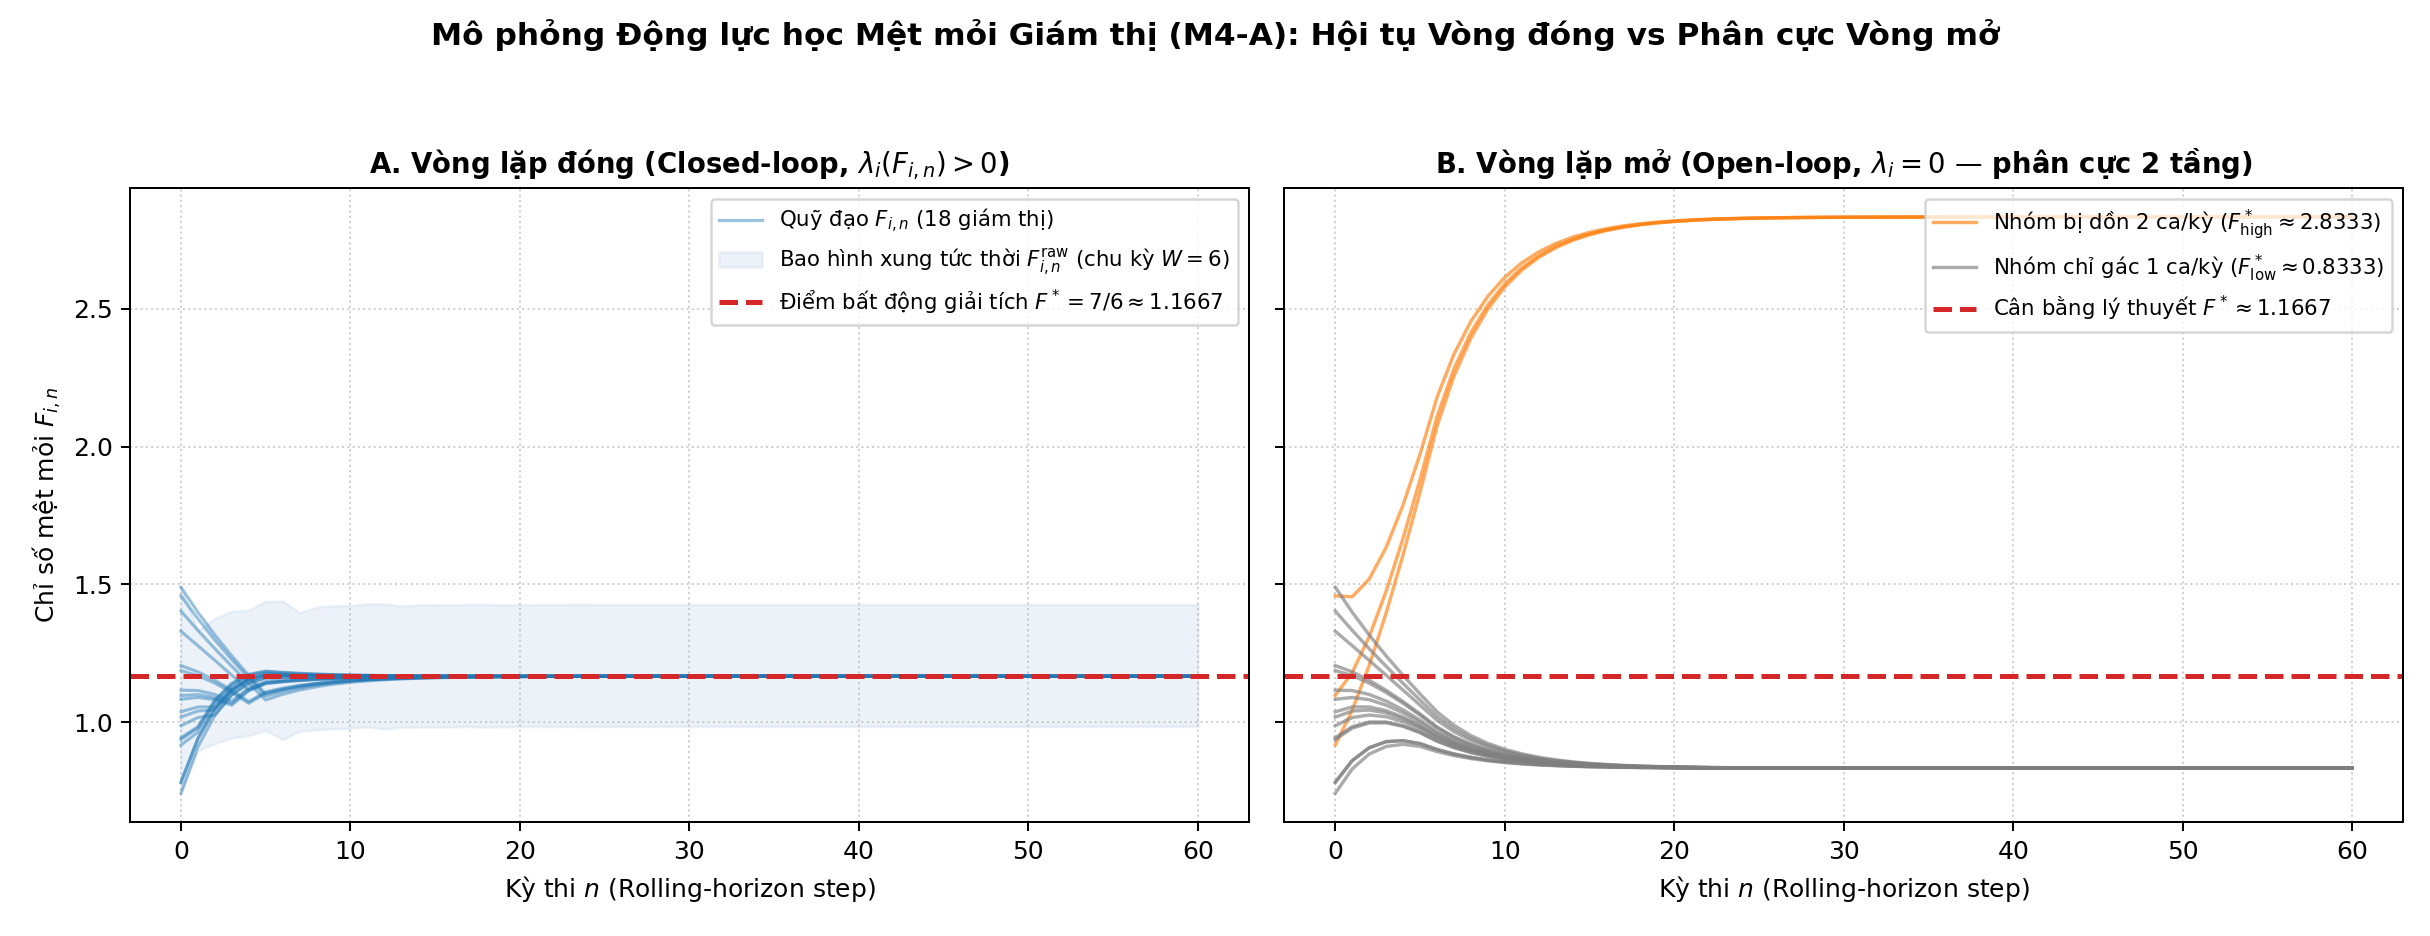 Mô phỏng Động lực học Mệt mỏi Giám thị (M4-A): Hội tụ Vòng đóng vs Phân cực Vòng mở
A. Vòng lặp đóng (Closed-loop, λ_i(F_{i,n}) > 0)
Quỹ đạo F_{i,n} (18 giám thị)
Bao hình xung tức thời F^{raw}_{i,n} (chu kỳ W = 6)
Điểm bất động giải tích F* = 7/6 ≈ 1.1667
Chỉ số mệt mỏi F_{i,n}
2.5
2.0
1.5
1.0
0 10 20 30 40 50 60
Kỳ thi n (Rolling-horizon step)
B. Vòng lặp mở (Open-loop, λ_i = 0 — phân cực 2 tầng)
Nhóm bị dồn 2 ca/kỳ (F*_{high} ≈ 2.8333)
Nhóm chỉ gác 1 ca/kỳ (F*_{low} ≈ 0.8333)
Cân bằng lý thuyết F* ≈ 1.1667
0 10 20 30 40 50 60
Kỳ thi n (Rolling-horizon step)